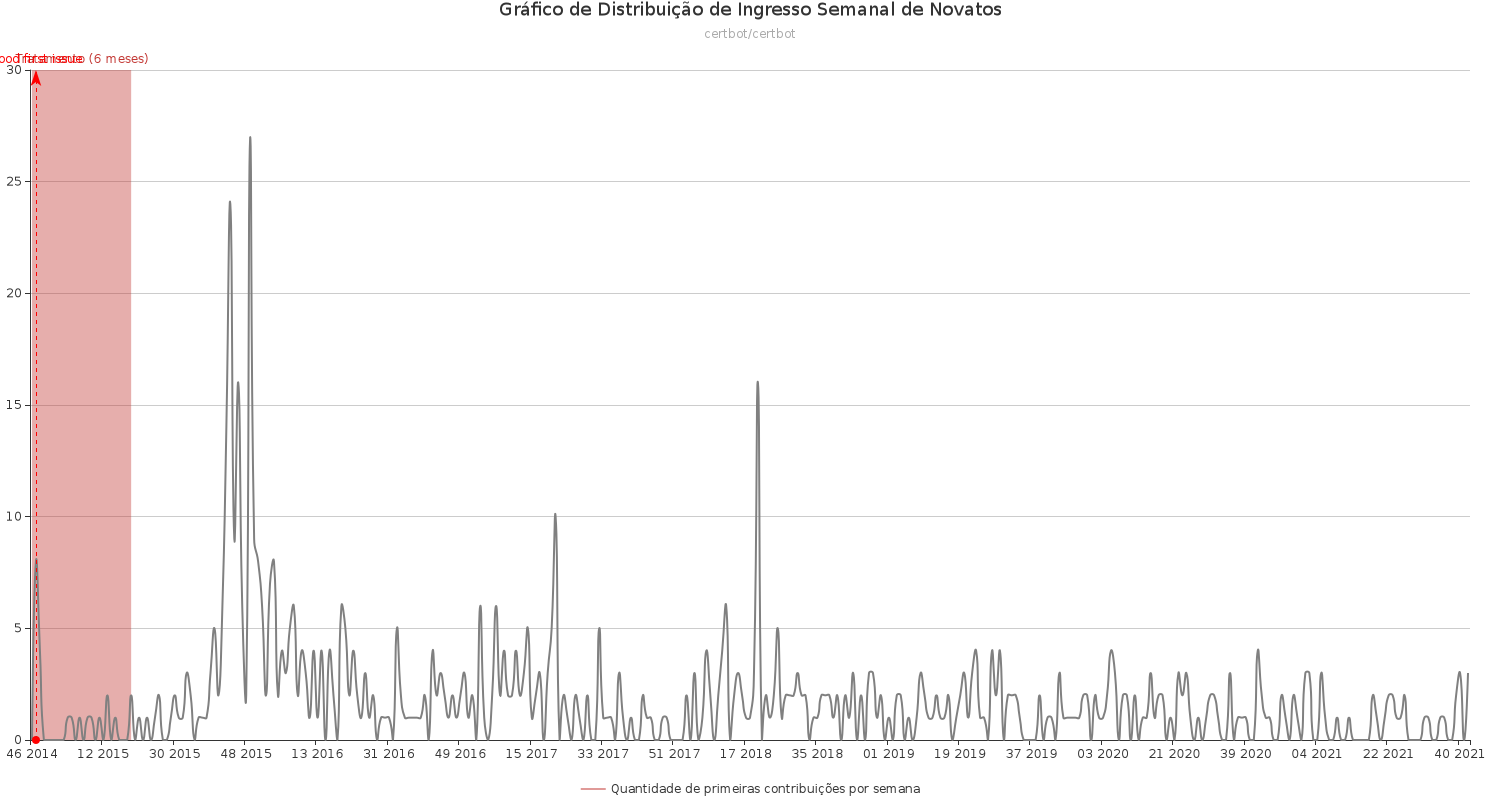 Gráfico de Distribuição de Ingresso Semanal de Novatos
certbot/certbot
first issue
Tratamento (6 meses)
30
25
20
15
10
5
0
46 2014 12 2015 30 2015 48 2015 13 2016 31 2016 49 2016 15 2017 33 2017 51 2017 17 2018 35 2018 01 2019 19 2019 37 2019 03 2020 21 2020 39 2020 04 2021 22 2021 40 2021
Quantidade de primeiras contribuições por semana